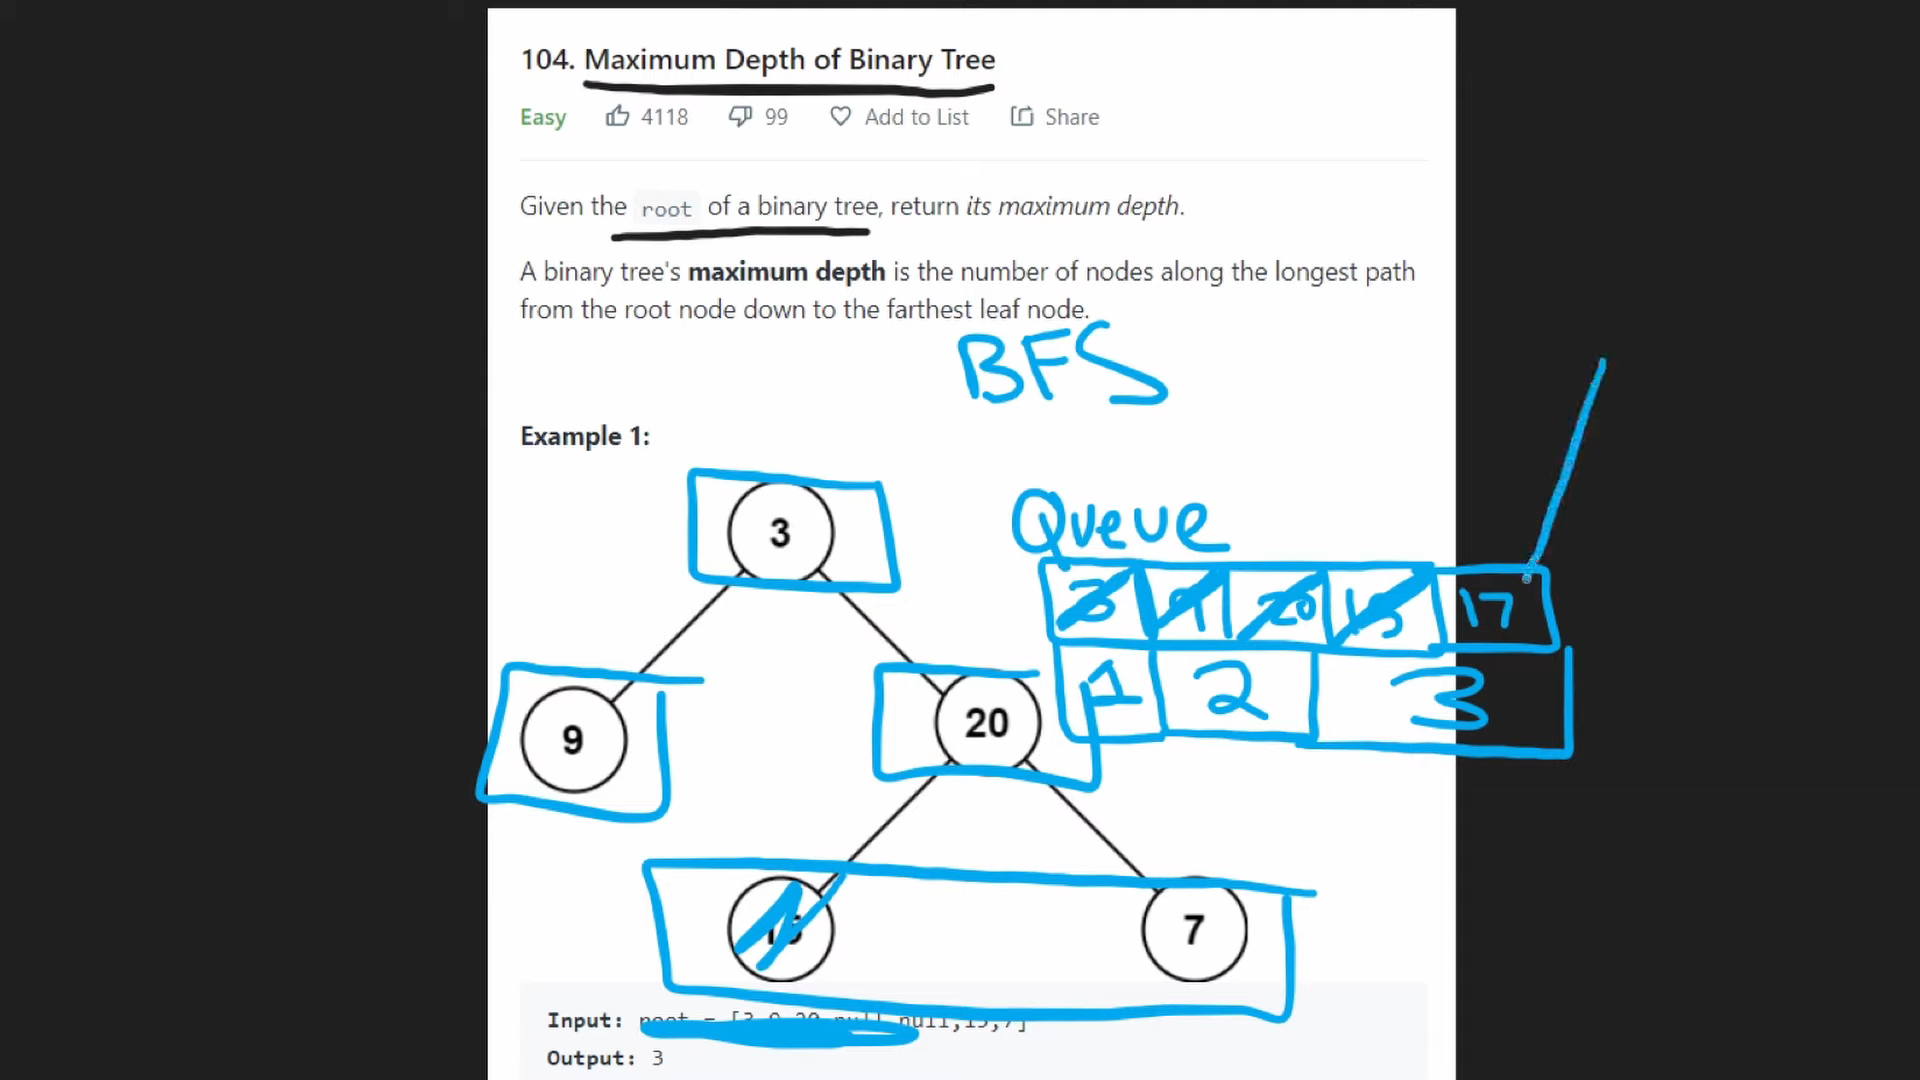 104. Maximum Depth of Binary Tree
Easy 4118 99 Add to List Share
Given the root of a binary tree, return its maximum depth.
A binary tree's maximum depth is the number of nodes along the longest path
from the root node down to the farthest leaf node.
BFS
Example 1:
3
Queue
3 9 20 15 17
1 2 3
9
20
15
7
Input: root = [3,9,20,null,null,15,7]
Output: 3